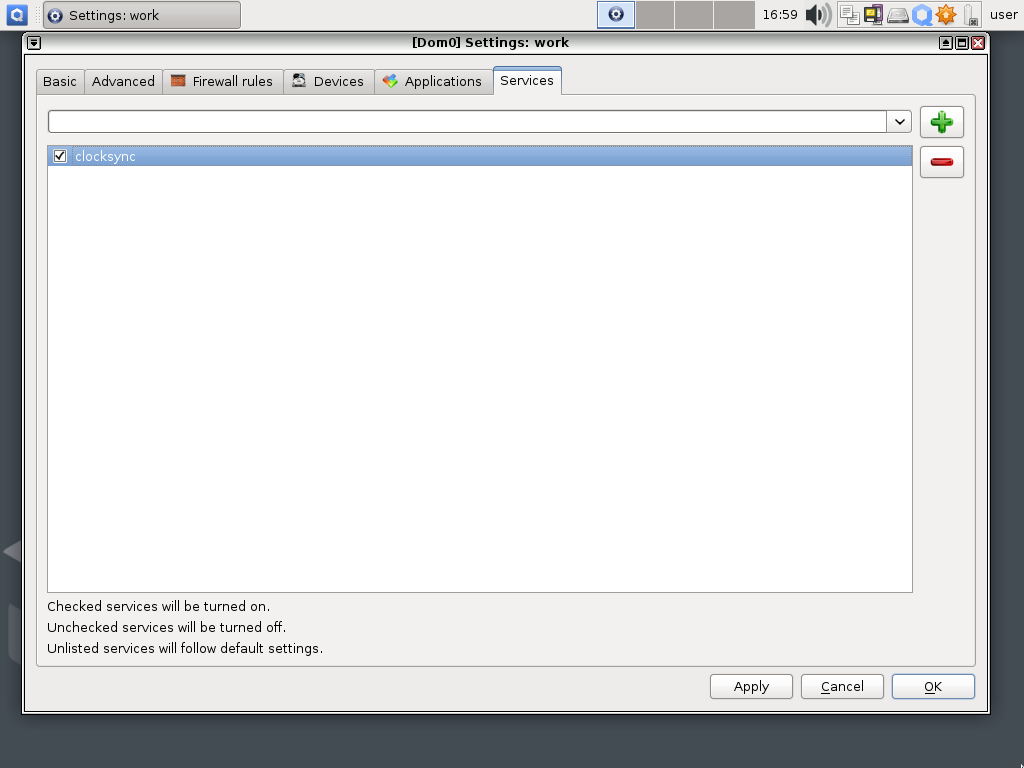 Settings: work
16:59
user
[Dom0] Settings: work
Basic
Advanced
Firewall rules
Devices
Applications
Services
clocksync
Checked services will be turned on.
Unchecked services will be turned off.
Unlisted services will follow default settings.
Apply
Cancel
OK